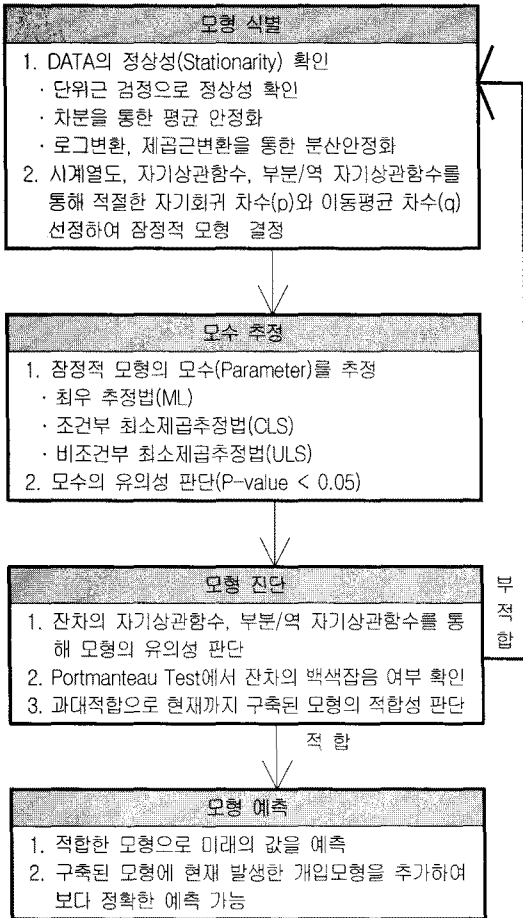 모형 식별
1. DATA의 정상성(Stationarity) 확인
· 단위근 검정으로 정상성 확인
· 차분을 통한 평균 안정화
· 로그변환, 제곱근변환을 통한 분산안정화
2. 시계열도, 자기상관함수, 부분/역 자기상관함수를
통해 적절한 자기회귀 차수(p)와 이동평균 차수(q)
선정하여 잠정적 모형 결정
모수 추정
1. 잠정적 모형의 모수(Parameter)를 추정
· 최우 추정법(ML)
· 조건부 최소제곱추정법(CLS)
· 비조건부 최소제곱추정법(ULS)
2. 모수의 유의성 판단(P-value < 0.05)
모형 진단
1. 잔차의 자기상관함수, 부분/역 자기상관함수를 통
해 모형의 유의성 판단
2. Portmanteau Test에서 잔차의 백색잡음 여부 확인
3. 과대적합으로 현재까지 구축된 모형의 적합성 판단
부
적
합
적 합
모형 예측
1. 적합한 모형으로 미래의 값을 예측
2. 구축된 모형에 현재 발생한 개입모형을 추가하여
보다 정확한 예측 가능